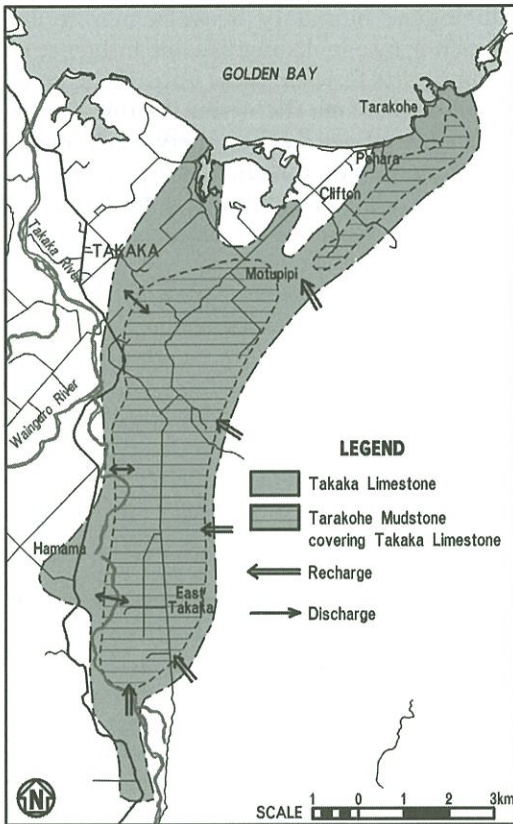 GOLDEN BAY
Tarakohe
Pohara
Clifton
Takaka River
TAKAKA
Motupipi
Waingaro River
LEGEND
Takaka Limestone
Tarakohe Mudstone
covering Takaka Limestone
Recharge
Discharge
Hamama
East
Takaka
N
SCALE 1 0 1 2 3km